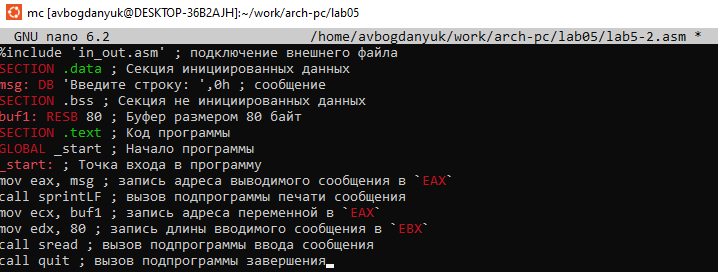 mc [avbogdanyuk@DESKTOP-36B2AJH]:~/work/arch-pc/lab05
GNU nano 6.2 /home/avbogdanyuk/work/arch-pc/lab05/lab5-2.asm *
%include 'in_out.asm' ; подключение внешнего файла
SECTION .data ; Секция инициированных данных
msg: DB 'Введите строку: ',0h ; сообщение
SECTION .bss ; Секция не инициированных данных
buf1: RESB 80 ; Буфер размером 80 байт
SECTION .text ; Код программы
GLOBAL _start ; Начало программы
_start: ; Точка входа в программу
mov eax, msg ; запись адреса выводимого сообщения в `EAX`
call sprintLF ; вызов подпрограммы печати сообщения
mov ecx, buf1 ; запись адреса переменной в `EAX`
mov edx, 80 ; запись длины вводимого сообщения в `EBX`
call sread ; вызов подпрограммы ввода сообщения
call quit ; вызов подпрограммы завершения